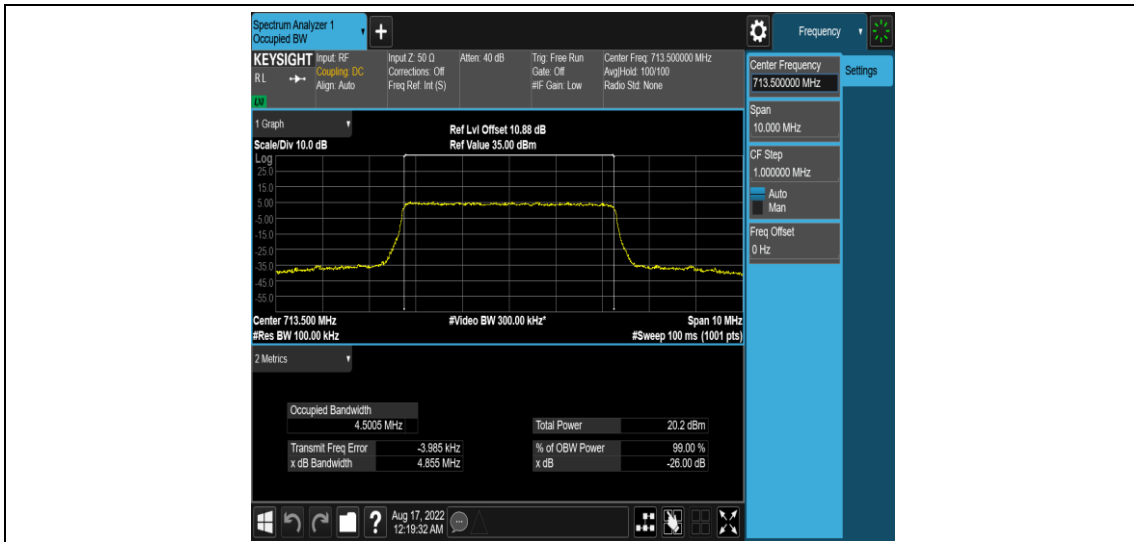 Spectrum Analyzer 1
Occupied BW
+
Frequency
KEYSIGHT
RL
LXI
Input: RF
Coupling: DC
Align: Auto
Input Z: 50 Ω
Corrections: Off
Freq Ref: Int (S)
Atten: 40 dB
Trig: Free Run
Gate: Off
#IF Gain: Low
Center Freq: 713.500000 MHz
Avg|Hold: 100/100
Radio Std: None
Center Frequency
713.500000 MHz
Settings
Span
10.000 MHz
CF Step
1.000000 MHz
Auto
Man
Freq Offset
0 Hz
1 Graph
Ref Lvl Offset 10.88 dB
Scale/Div 10.0 dB
Ref Value 35.00 dBm
Log
25.0
15.0
5.00
-5.00
-15.0
-25.0
-35.0
-45.0
-55.0
Center 713.500 MHz
#Video BW 300.00 kHz*
Span 10 MHz
#Res BW 100.00 kHz
#Sweep 100 ms (1001 pts)
2 Metrics
Occupied Bandwidth
4.5005 MHz
Total Power 20.2 dBm
Transmit Freq Error -3.985 kHz
% of OBW Power 99.00 %
x dB Bandwidth 4.855 MHz
x dB -26.00 dB
?
Aug 17, 2022
12:19:32 AM